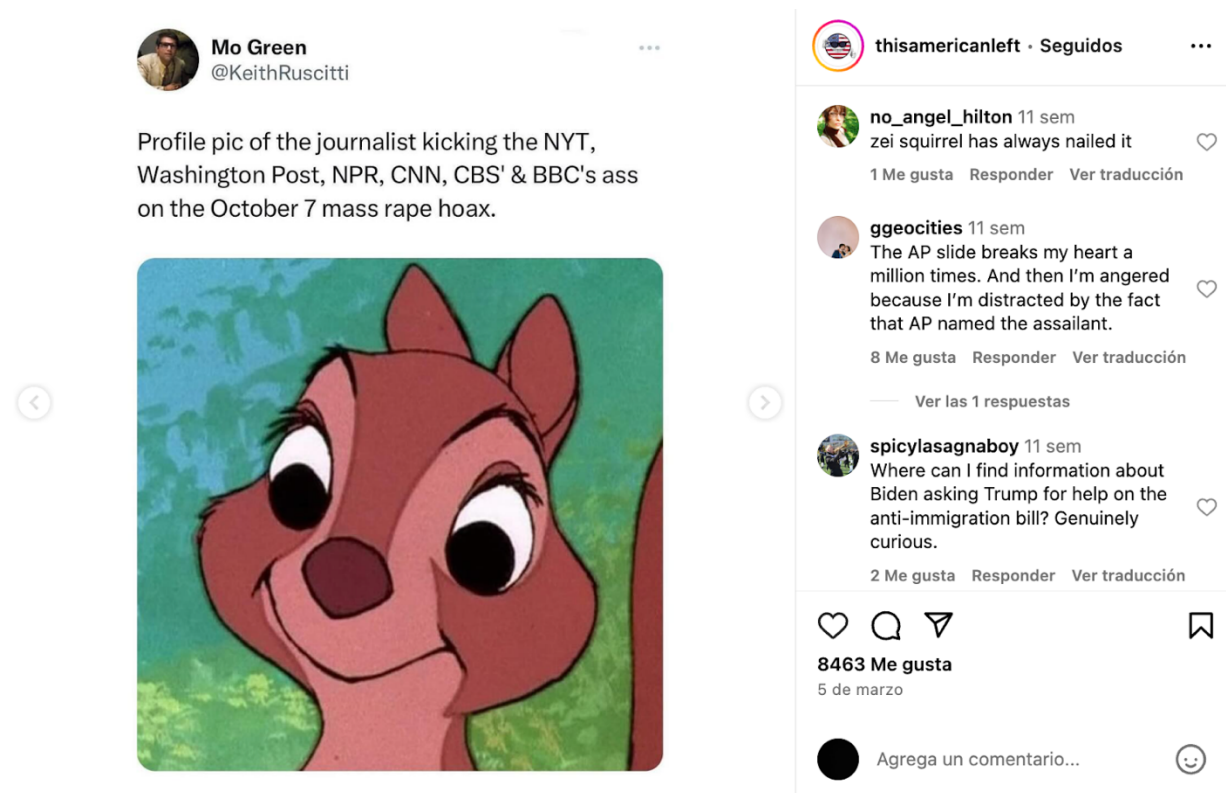 Mo Green
@KeithRuscitti
Profile pic of the journalist kicking the NYT,
Washington Post, NPR, CNN, CBS' & BBC's ass
on the October 7 mass rape hoax.
thisamericanleft • Seguidos
no_angel_hilton 11 sem
zei squirrel has always nailed it
1 Me gusta Responder Ver traducción
ggeocities 11 sem
The AP slide breaks my heart a
million times. And then I'm angered
because I'm distracted by the fact
that AP named the assailant.
8 Me gusta Responder Ver traducción
Ver las 1 respuestas
spicylasagnaboy 11 sem
Where can I find information about
Biden asking Trump for help on the
anti-immigration bill? Genuinely
curious.
2 Me gusta Responder Ver traducción
8463 Me gusta
5 de marzo
Agrega un comentario...